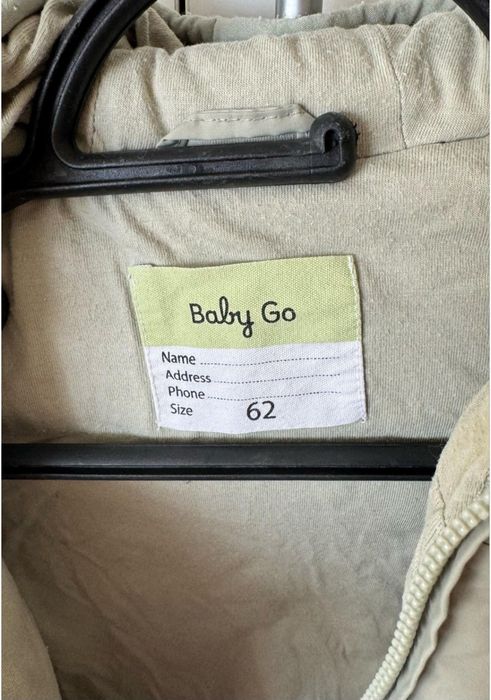 Baby Go
Name
Address
Phone
Size 62